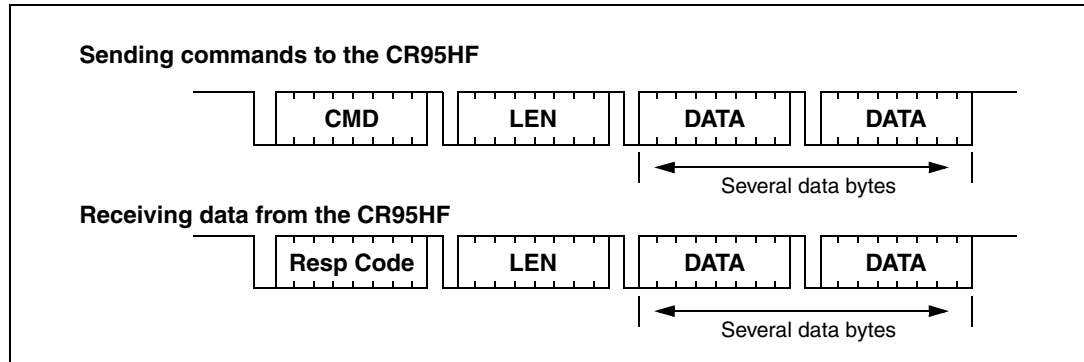 Sending commands to the CR95HF
CMD LEN DATA DATA
Several data bytes
Receiving data from the CR95HF
Resp Code LEN DATA DATA
Several data bytes